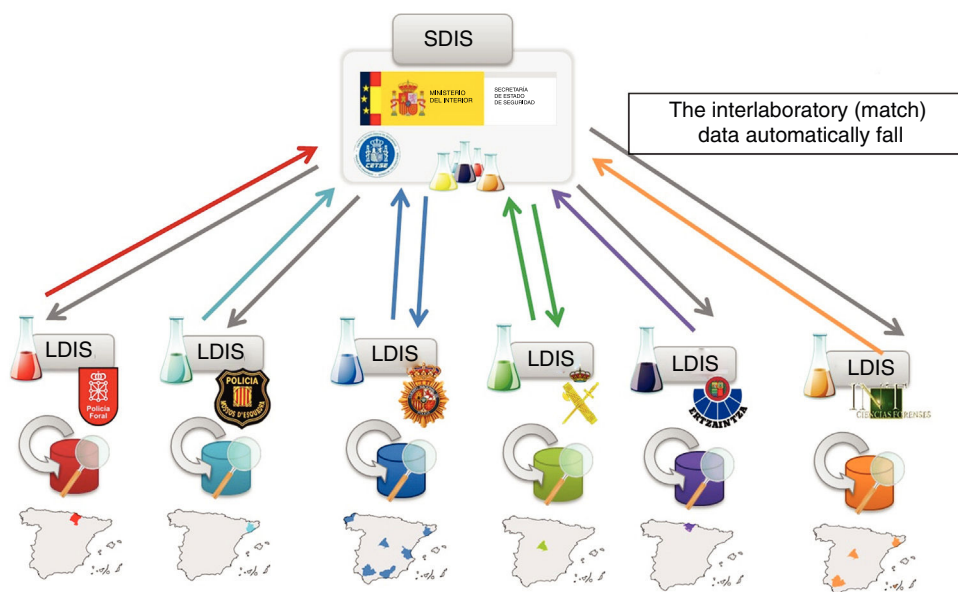 SDIS
MINISTERIO
DEL INTERIOR
SECRETARÍA
DE ESTADO
DE SEGURIDAD
CETSE
The interlaboratory (match)
data automatically fall
LDIS
Policía
Foral
LDIS
POLICIA
MOSSOS D'ESQUADRA
LDIS
LDIS
LDIS
ERTZAINTZA
LDIS
CIENCIAS FORENSES